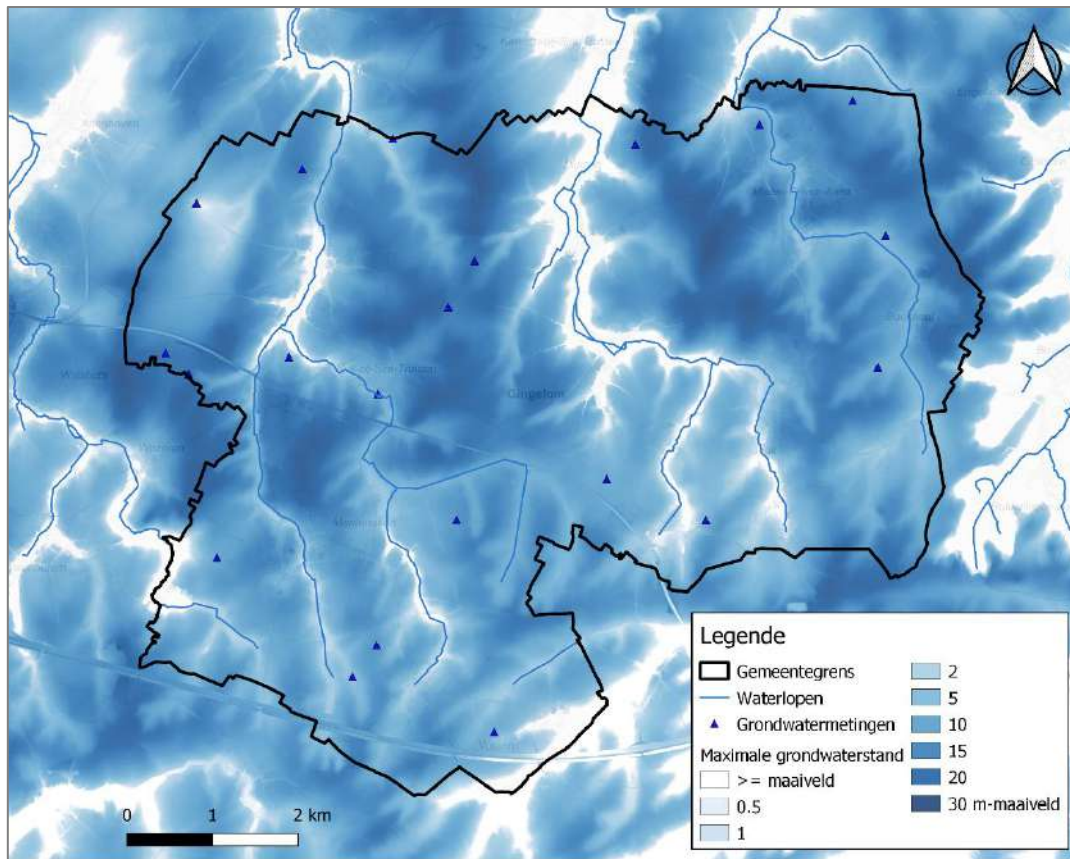 Gingelom
Legende
Gemeentegrens
Waterlopen
Grondwatermetingen
Maximale grondwaterstand
>= maaiveld
0.5
1
2
5
10
15
20
30 m-maaiveld
0 1 2 km